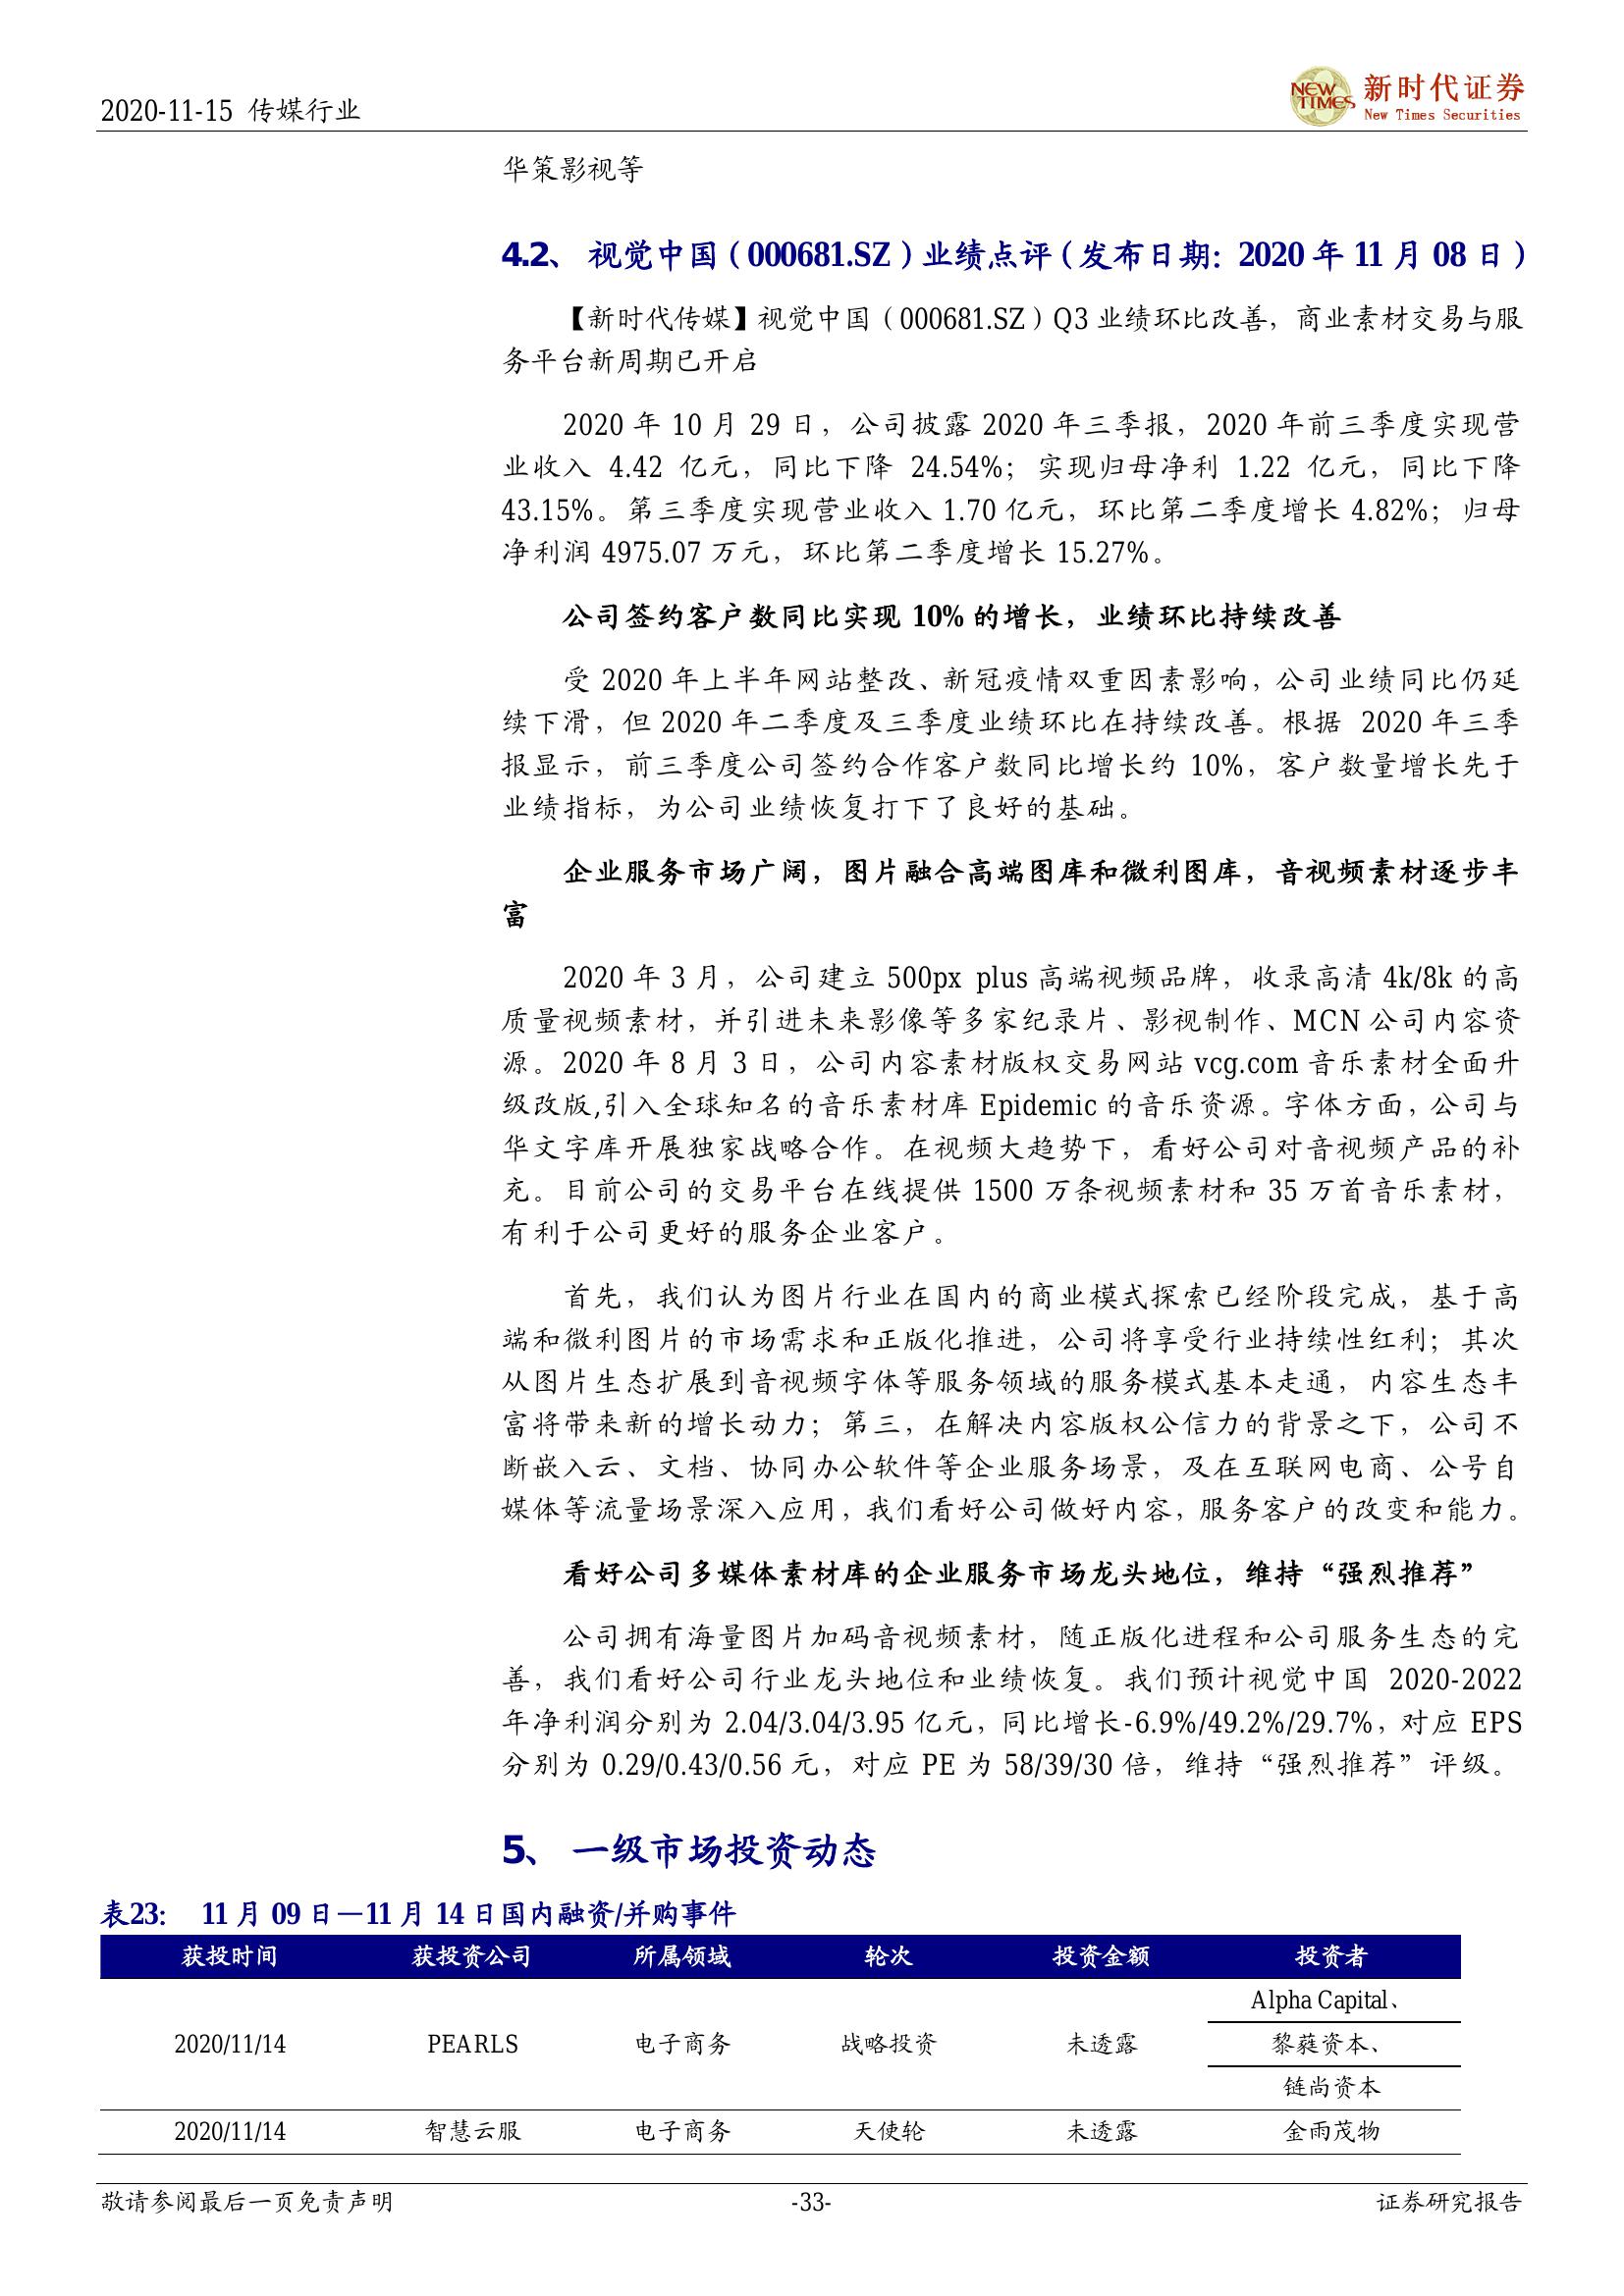 2020-11-15 传媒行业
NEW TIMES
新时代证券
New Times Securities
华策影视等
4.2、 视觉中国（000681.SZ）业绩点评（发布日期：2020 年 11 月 08 日）
【新时代传媒】视觉中国（000681.SZ）Q3 业绩环比改善，商业素材交易与服
务平台新周期已开启
2020 年 10 月 29 日，公司披露 2020 年三季报，2020 年前三季度实现营
业收入 4.42 亿元，同比下降 24.54%；实现归母净利 1.22 亿元，同比下降
43.15%。第三季度实现营业收入 1.70 亿元，环比第二季度增长 4.82%；归母
净利润 4975.07 万元，环比第二季度增长 15.27%。
公司签约客户数同比实现 10% 的增长，业绩环比持续改善
受 2020 年上半年网站整改、新冠疫情双重因素影响，公司业绩同比仍延
续下滑，但 2020 年二季度及三季度业绩环比在持续改善。根据 2020 年三季
报显示，前三季度公司签约合作客户数同比增长约 10%，客户数量增长先于
业绩指标，为公司业绩恢复打下了良好的基础。
企业服务市场广阔，图片融合高端图库和微利图库，音视频素材逐步丰
富
2020 年 3 月，公司建立 500px plus 高端视频品牌，收录高清 4k/8k 的高
质量视频素材，并引进未来影像等多家纪录片、影视制作、MCN 公司内容资
源。2020 年 8 月 3 日，公司内容素材版权交易网站 vcg.com 音乐素材全面升
级改版,引入全球知名的音乐素材库 Epidemic 的音乐资源。字体方面，公司与
华文字库开展独家战略合作。在视频大趋势下，看好公司对音视频产品的补
充。目前公司的交易平台在线提供 1500 万条视频素材和 35 万首音乐素材，
有利于公司更好的服务企业客户。
首先，我们认为图片行业在国内的商业模式探索已经阶段完成，基于高
端和微利图片的市场需求和正版化推进，公司将享受行业持续性红利；其次
从图片生态扩展到音视频字体等服务领域的服务模式基本走通，内容生态丰
富将带来新的增长动力；第三，在解决内容版权公信力的背景之下，公司不
断嵌入云、文档、协同办公软件等企业服务场景，及在互联网电商、公号自
媒体等流量场景深入应用，我们看好公司做好内容，服务客户的改变和能力。
看好公司多媒体素材库的企业服务市场龙头地位，维持“强烈推荐”
公司拥有海量图片加码音视频素材，随正版化进程和公司服务生态的完
善，我们看好公司行业龙头地位和业绩恢复。我们预计视觉中国 2020-2022
年净利润分别为 2.04/3.04/3.95 亿元，同比增长-6.9%/49.2%/29.7%，对应 EPS
分别为 0.29/0.43/0.56 元，对应 PE 为 58/39/30 倍，维持“强烈推荐”评级。
5、 一级市场投资动态
表23： 11 月 09 日—11 月 14 日国内融资/并购事件
获投时间 获投资公司 所属领域 轮次 投资金额 投资者
2020/11/14 PEARLS 电子商务 战略投资 未透露 Alpha Capital、
黎蕤资本、
链尚资本
2020/11/14 智慧云服 电子商务 天使轮 未透露 金雨茂物
敬请参阅最后一页免责声明 -33- 证券研究报告